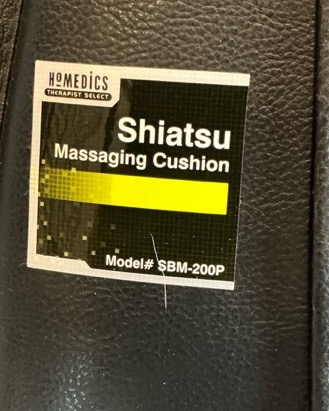 HoMEDiCS
THERAPIST SELECT
Shiatsu
Massaging Cushion
Model# SBM-200P